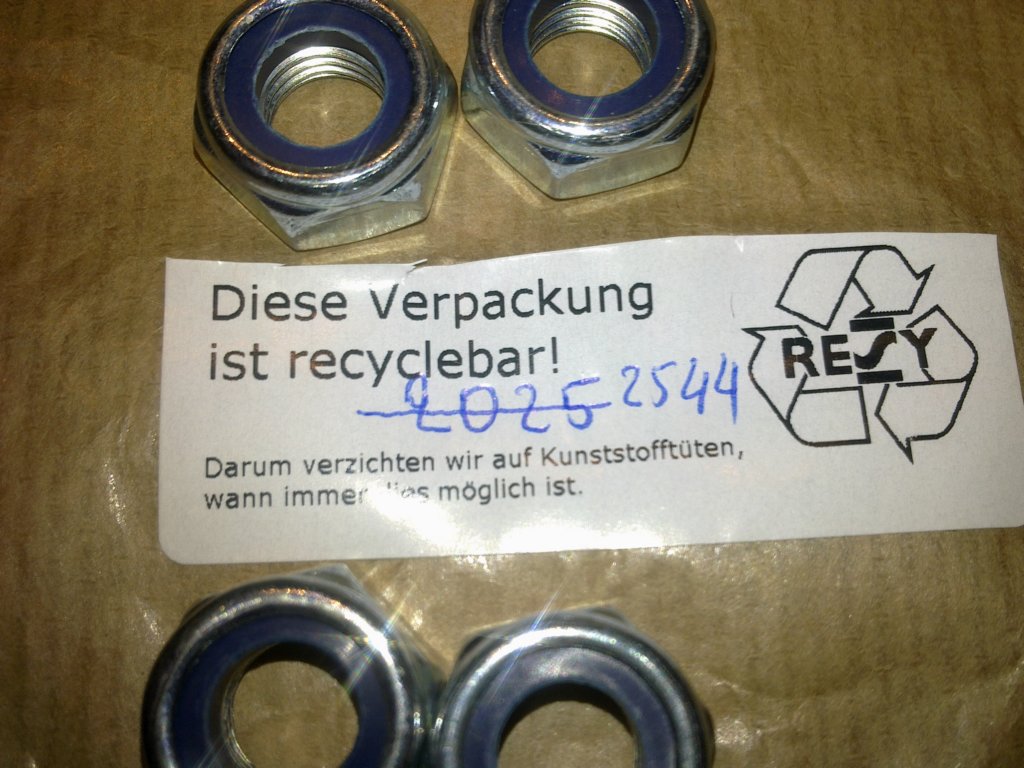 Diese Verpackung
ist recyclebar!
RESY
2025 2544
Darum verzichten wir auf Kunststofftüten,
wann immer dies möglich ist.